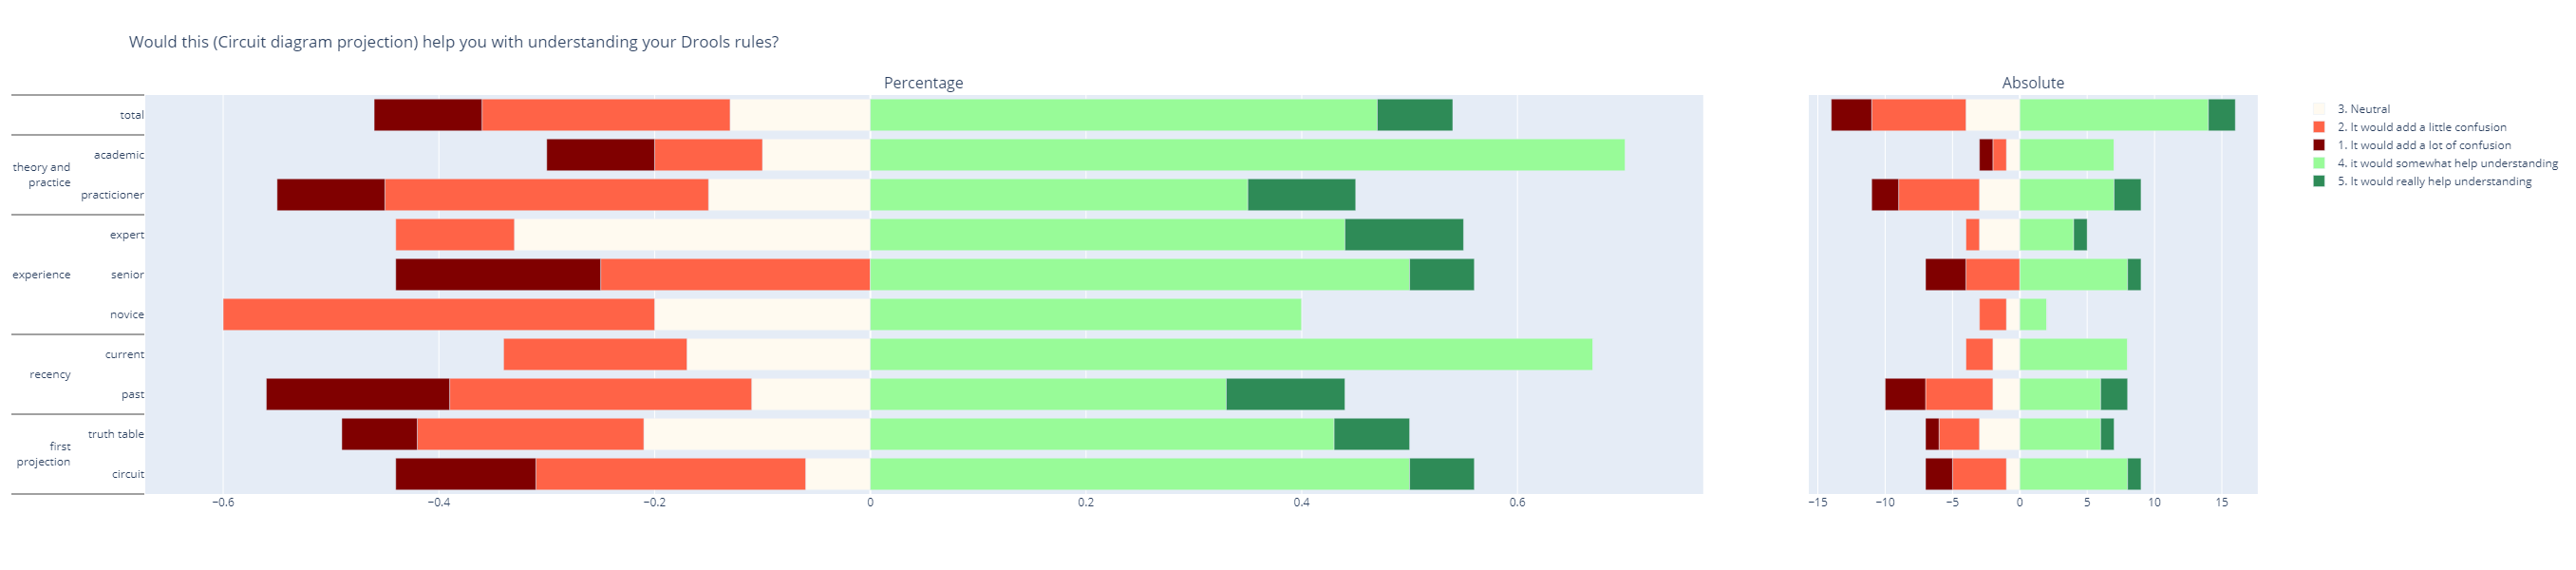 Would this (Circuit diagram projection) help you with understanding your Drools rules?
Percentage
Absolute
total
theory and
practice
academic
practicioner
experience
expert
senior
novice
recency
current
past
first
projection
truth table
circuit
−0.6
−0.4
−0.2
0
0.2
0.4
0.6
−15
−10
−5
0
5
10
15
3. Neutral
2. It would add a little confusion
1. It would add a lot of confusion
4. it would somewhat help understanding
5. It would really help understanding